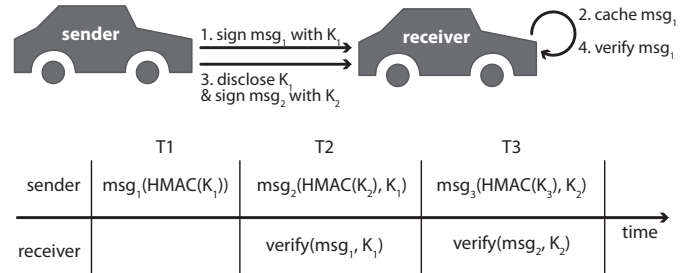 sender
1. sign msg₁ with K₁
3. disclose K₁
& sign msg₂ with K₂
receiver
2. cache msg₁
4. verify msg₁
T1 T2 T3
sender msg₁(HMAC(K₁)) msg₂(HMAC(K₂), K₁) msg₃(HMAC(K₃), K₂)
time
receiver verify(msg₁, K₁) verify(msg₂, K₂)